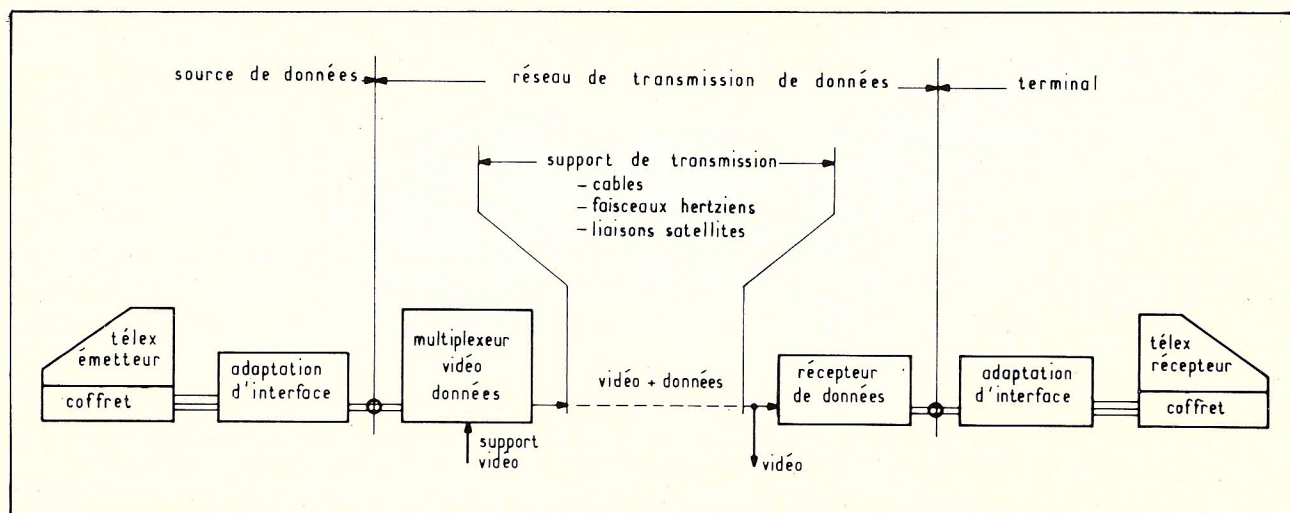 source de données
réseau de transmission de données
terminal
support de transmission
– cables
– faisceaux hertziens
– liaisons satellites
télex
émetteur
coffret
adaptation
d'interface
multiplexeur
vidéo
données
support
vidéo
vidéo + données
vidéo
récepteur
de données
adaptation
d'interface
télex
récepteur
coffret